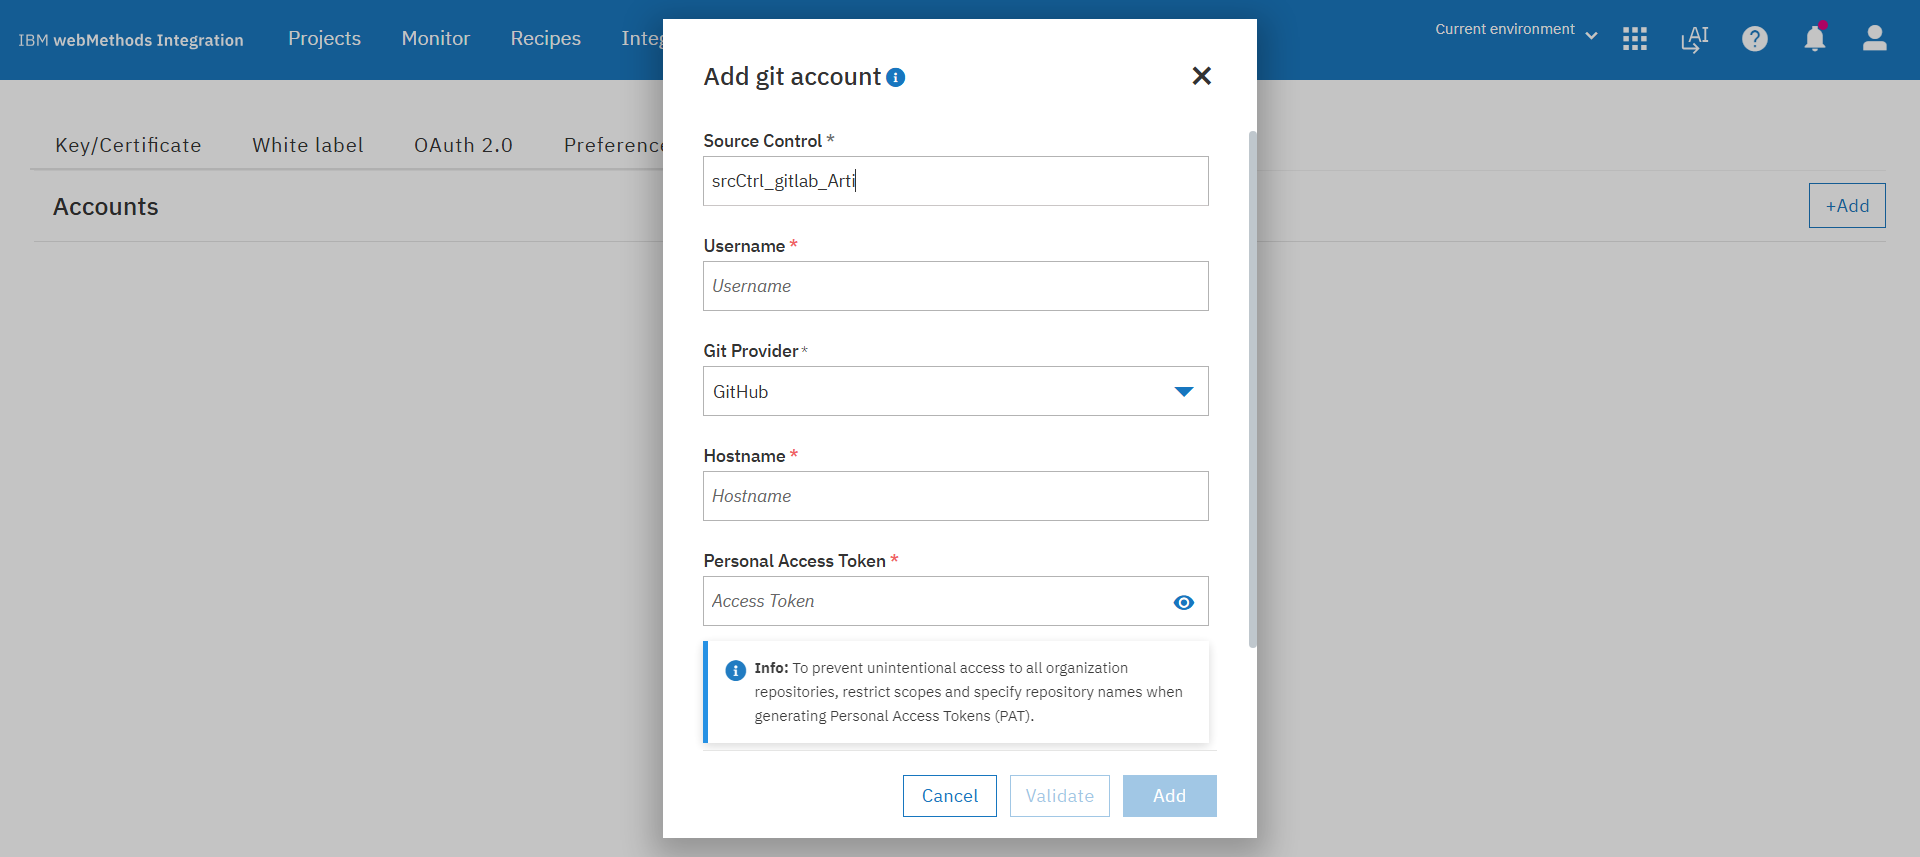 IBM webMethods Integration
Projects
Monitor
Recipes
Integ
Current environment
AI
?
Key/Certificate
White label
OAuth 2.0
Preference
Accounts
+Add
Add git account
Source Control *
srcCtrl_gitlab_Arti
Username *
Username
Git Provider *
GitHub
Hostname *
Hostname
Personal Access Token *
Access Token
Info: To prevent unintentional access to all organization
repositories, restrict scopes and specify repository names when
generating Personal Access Tokens (PAT).
Cancel
Validate
Add